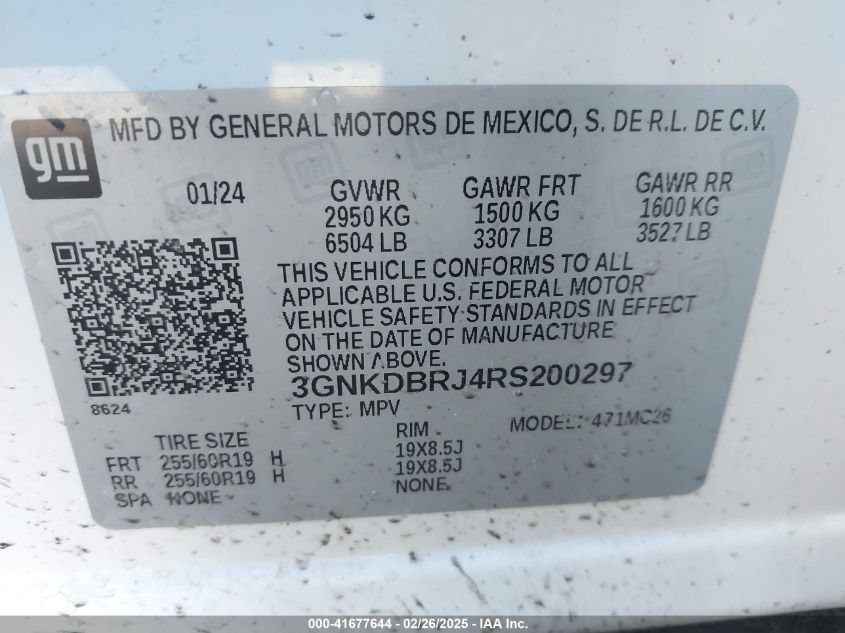 gm
MFD BY GENERAL MOTORS DE MEXICO, S. DE R.L. DE C.V.
01/24 GVWR GAWR FRT GAWR RR
2950 KG 1500 KG 1600 KG
6504 LB 3307 LB 3527 LB
THIS VEHICLE CONFORMS TO ALL
APPLICABLE U.S. FEDERAL MOTOR
VEHICLE SAFETY STANDARDS IN EFFECT
ON THE DATE OF MANUFACTURE
SHOWN ABOVE.
3GNKDBRJ4RS200297
8624
TYPE: MPV MODEL: 471MC26
TIRE SIZE RIM
FRT 255/60R19 H 19X8.5J
RR 255/60R19 H 19X8.5J
SPA NONE NONE
000-41677644 / 02/26/2025 - IAA Inc.